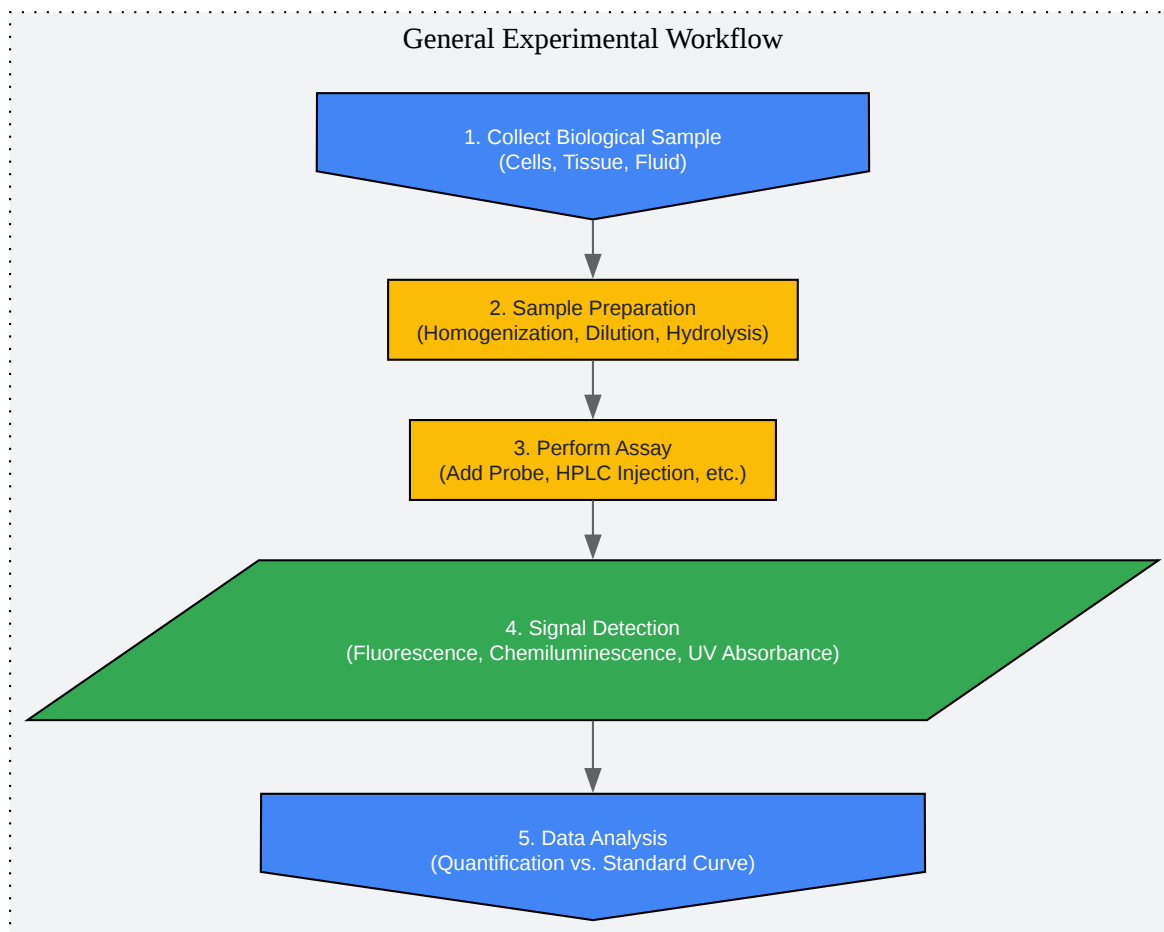 General Experimental Workflow
1. Collect Biological Sample
(Cells, Tissue, Fluid)
2. Sample Preparation
(Homogenization, Dilution, Hydrolysis)
3. Perform Assay
(Add Probe, HPLC Injection, etc.)
4. Signal Detection
(Fluorescence, Chemiluminescence, UV Absorbance)
5. Data Analysis
(Quantification vs. Standard Curve)